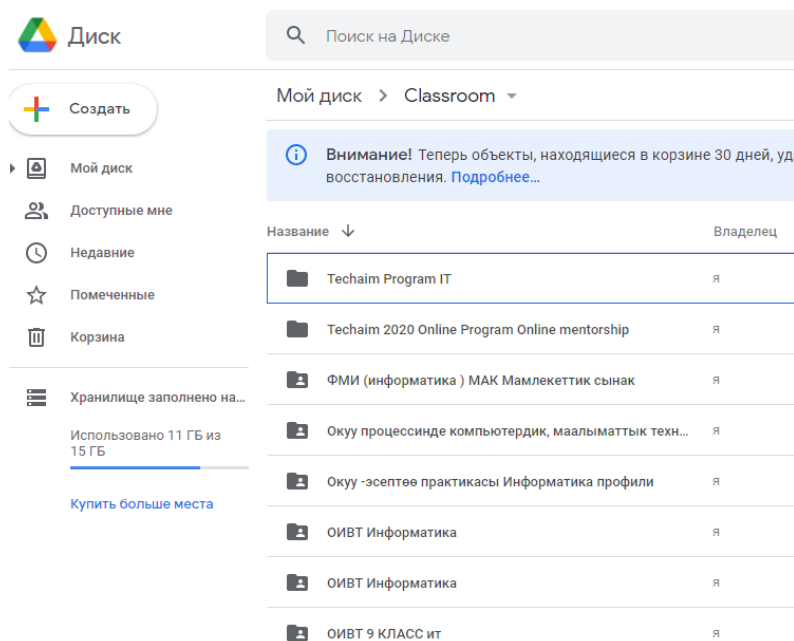 Диск
Поиск на Диске
Создать
Мой диск > Classroom
Внимание! Теперь объекты, находящиеся в корзине 30 дней,
восстановления. Подробнее...
Мой диск
Доступные мне
Недавние
Помеченные
Корзина
Хранилище заполнено на...
Использовано 11 ГБ из
15 ГБ
Купить больше места
Название Владелец
Techaim Program IT я
Techaim 2020 Online Program Online mentorship я
ФМИ (информатика ) МАК Мамлекеттик сынак я
Окуу процессинде компьютердик, маалыматтык техн... я
Окуу -эсептөө практикасы Информатика профили я
ОИВТ Информатика я
ОИВТ Информатика я
ОИВТ 9 КЛАСС ит я